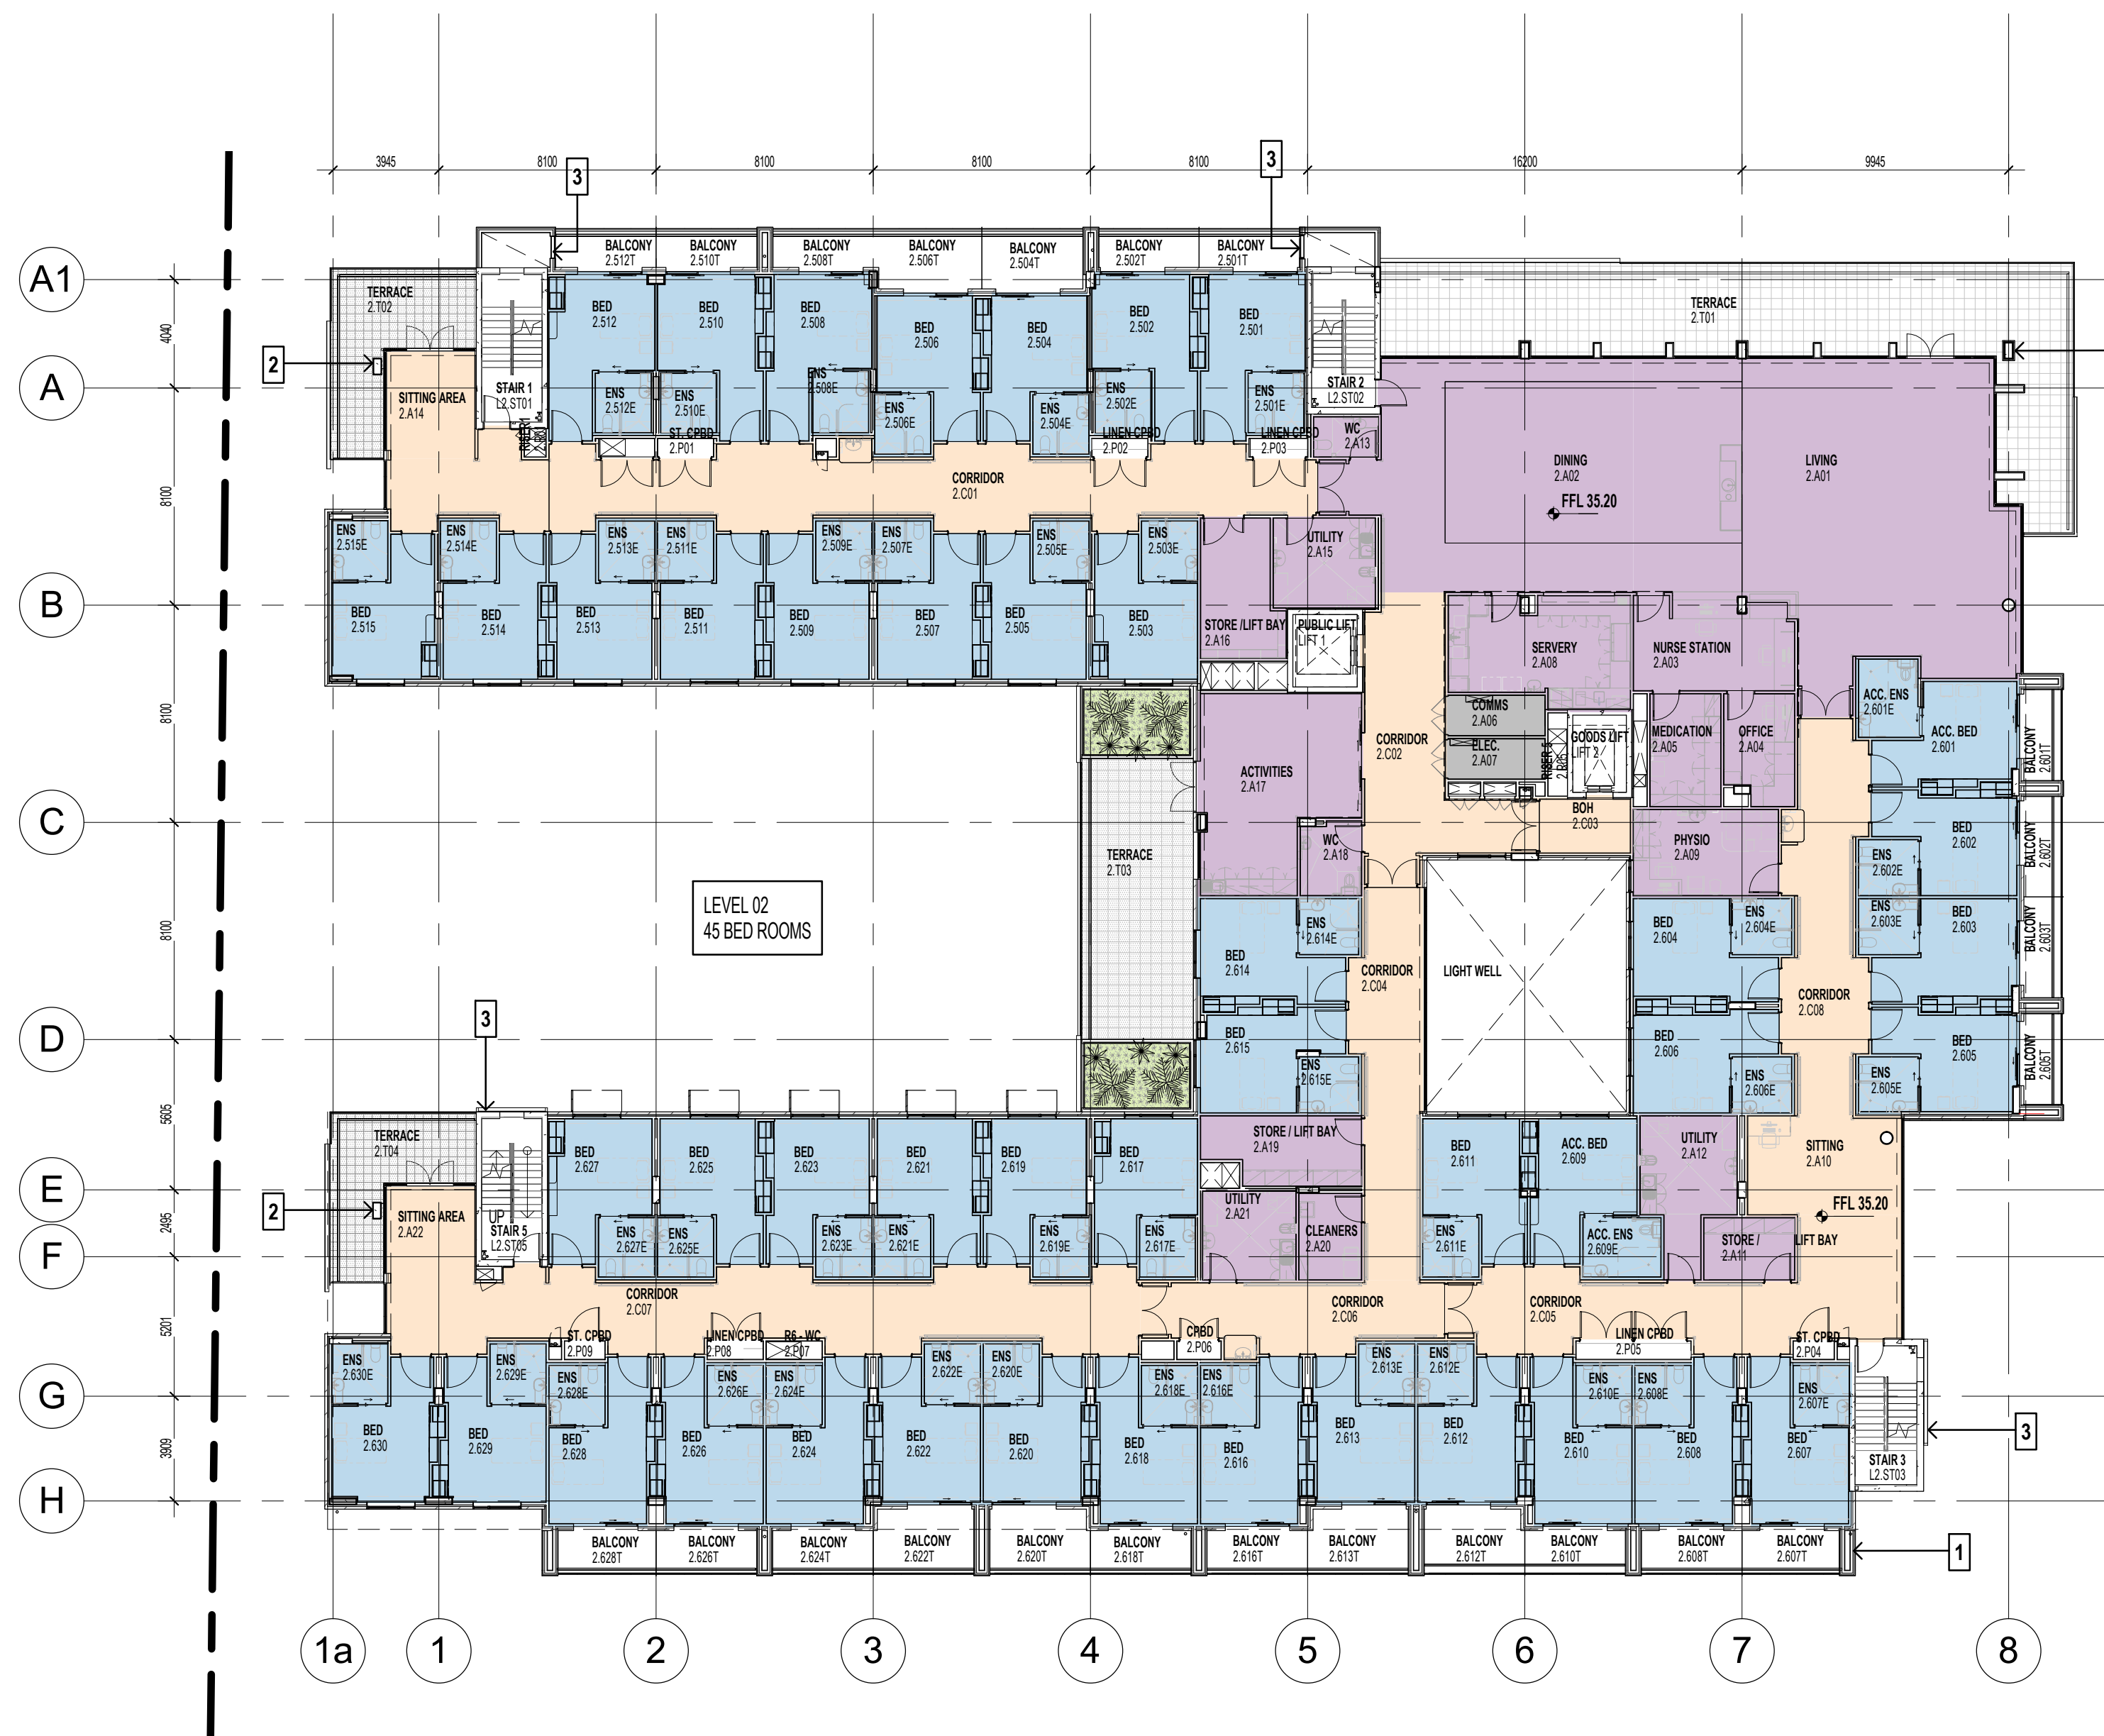 3945
8100
8100
8100
8100
16200
9945
3
3
A1
A
B
C
D
E
F
G
H
4040
8100
8100
8100
5605
2495
5201
3909
BALCONY
2.512T
BALCONY
2.510T
BALCONY
2.508T
BALCONY
2.506T
BALCONY
2.504T
BALCONY
2.502T
BALCONY
2.501T
TERRACE
2.T02
TERRACE
2.T01
2
SITTING AREA
2.A14
STAIR 1
L2.ST01
BED
2.512
BED
2.510
BED
2.508
BED
2.506
BED
2.504
BED
2.502
BED
2.501
ENS
2.512E
ENS
2.510E
ENS
2.508E
ENS
2.506E
ENS
2.504E
ENS
2.502E
ENS
2.501E
STAIR 2
L2.ST02
RISER1
ST. CPBD
2.P01
LINEN CPBD
2.P02
LINEN CPBD
2.P03
WC
2.A13
CORRIDOR
2.C01
DINING
2.A02
FFL 35.20
LIVING
2.A01
ENS
2.515E
ENS
2.514E
ENS
2.513E
ENS
2.511E
ENS
2.509E
ENS
2.507E
ENS
2.505E
ENS
2.503E
BED
2.515
BED
2.514
BED
2.513
BED
2.511
BED
2.509
BED
2.507
BED
2.505
BED
2.503
UTILITY
2.A15
STORE /LIFT BAY
2.A16
PUBLIC LIFT
LIFT 1
SERVERY
2.A08
NURSE STATION
2.A03
COMMS
2.A06
ELEC.
2.A07
RISER 5
GOODS LIFT
LIFT 2
MEDICATION
2.A05
OFFICE
2.A04
ACC. ENS
2.601E
ACC. BED
2.601
BALCONY
2.601T
CORRIDOR
2.C02
ACTIVITIES
2.A17
BOH
2.C03
PHYSIO
2.A09
WC
2.A18
TERRACE
2.T03
BED
2.602
ENS
2.602E
BALCONY
2.602T
LEVEL 02
45 BED ROOMS
ENS
2.614E
BED
2.614
CORRIDOR
2.C04
LIGHT WELL
BED
2.604
ENS
2.604E
ENS
2.603E
BED
2.603
BALCONY
2.603T
CORRIDOR
2.C08
BED
2.615
ENS
2.615E
BED
2.606
ENS
2.606E
BED
2.605
ENS
2.605E
BALCONY
2.605T
3
TERRACE
2.T04
2
SITTING AREA
2.A22
UP
STAIR 5
L2.ST05
BED
2.627
BED
2.625
BED
2.623
BED
2.621
BED
2.619
BED
2.617
ENS
2.627E
ENS
2.625E
ENS
2.623E
ENS
2.621E
ENS
2.619E
ENS
2.617E
STORE / LIFT BAY
2.A19
UTILITY
2.A21
CLEANERS
2.A20
BED
2.611
ENS
2.611E
ACC. BED
2.609
ACC. ENS
2.609E
UTILITY
2.A12
SITTING
2.A10
FFL 35.20
STORE / LIFT BAY
2.A11
CORRIDOR
2.C07
CORRIDOR
2.C06
CORRIDOR
2.C05
ST. CPBD
2.P09
LINEN CPBD
2.P08
R6 - WC
2.P07
CPBD
2.P06
LINEN CPBD
2.P05
ST. CPBD
2.P04
ENS
2.630E
ENS
2.629E
ENS
2.628E
ENS
2.626E
ENS
2.624E
ENS
2.622E
ENS
2.620E
ENS
2.618E
ENS
2.616E
ENS
2.613E
ENS
2.612E
ENS
2.610E
ENS
2.608E
ENS
2.607E
BED
2.630
BED
2.629
BED
2.628
BED
2.626
BED
2.624
BED
2.622
BED
2.620
BED
2.618
BED
2.616
BED
2.613
BED
2.612
BED
2.610
BED
2.608
BED
2.607
STAIR 3
L2.ST03
3
BALCONY
2.628T
BALCONY
2.626T
BALCONY
2.624T
BALCONY
2.622T
BALCONY
2.620T
BALCONY
2.618T
BALCONY
2.616T
BALCONY
2.613T
BALCONY
2.612T
BALCONY
2.610T
BALCONY
2.608T
BALCONY
2.607T
1
1a
1
2
3
4
5
6
7
8